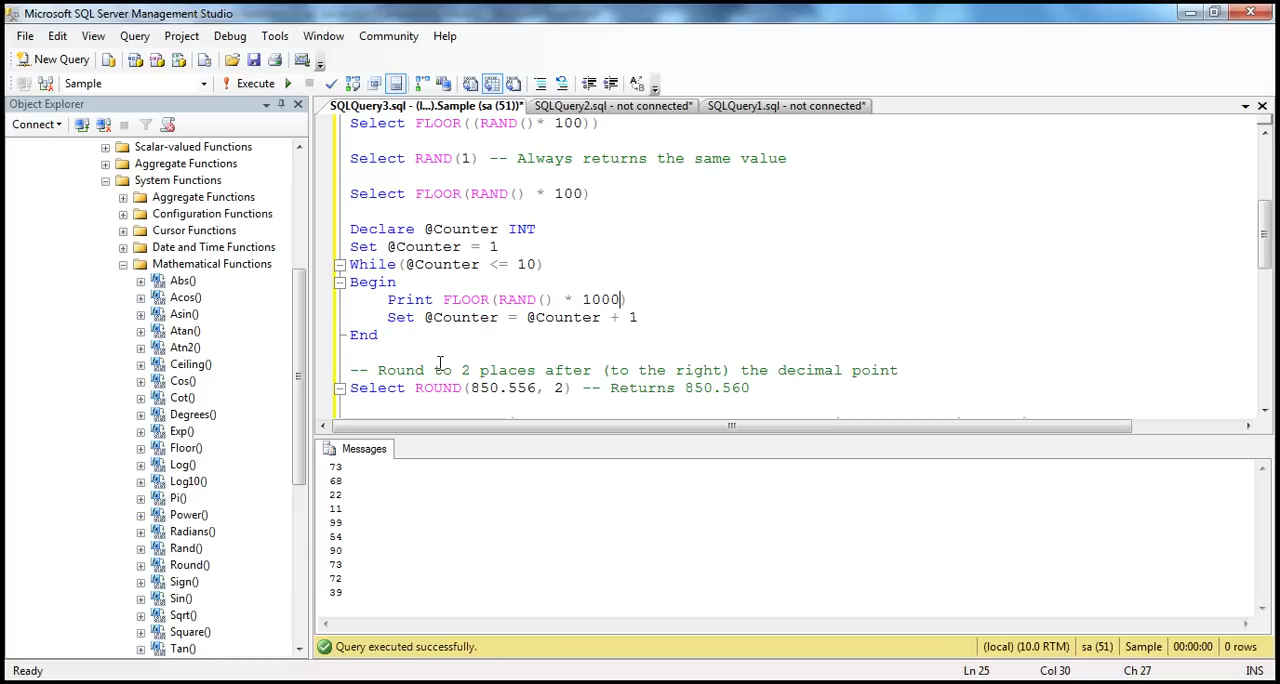 Microsoft SQL Server Management Studio
File Edit View Query Project Debug Tools Window Community Help
New Query
Sample Execute
Object Explorer
SQLQuery3.sql - (l...).Sample (sa (51))* SQLQuery2.sql - not connected* SQLQuery1.sql - not connected*
Connect
Scalar-valued Functions
Aggregate Functions
System Functions
Aggregate Functions
Configuration Functions
Cursor Functions
Date and Time Functions
Mathematical Functions
Abs()
Acos()
Asin()
Atan()
Atn2()
Ceiling()
Cos()
Cot()
Degrees()
Exp()
Floor()
Log()
Log10()
Pi()
Power()
Radians()
Rand()
Round()
Sign()
Sin()
Sqrt()
Square()
Tan()
Select FLOOR((RAND()* 100))
Select RAND(1) -- Always returns the same value
Select FLOOR(RAND() * 100)
Declare @Counter INT
Set @Counter = 1
While(@Counter <= 10)
Begin
Print FLOOR(RAND() * 1000)
Set @Counter = @Counter + 1
End
-- Round to 2 places after (to the right) the decimal point
Select ROUND(850.556, 2) -- Returns 850.560
Messages
73
68
22
11
99
54
90
73
72
39
Query executed successfully. (local) (10.0 RTM) sa (51) Sample 00:00:00 0 rows
Ready Ln 25 Col 30 Ch 27 INS